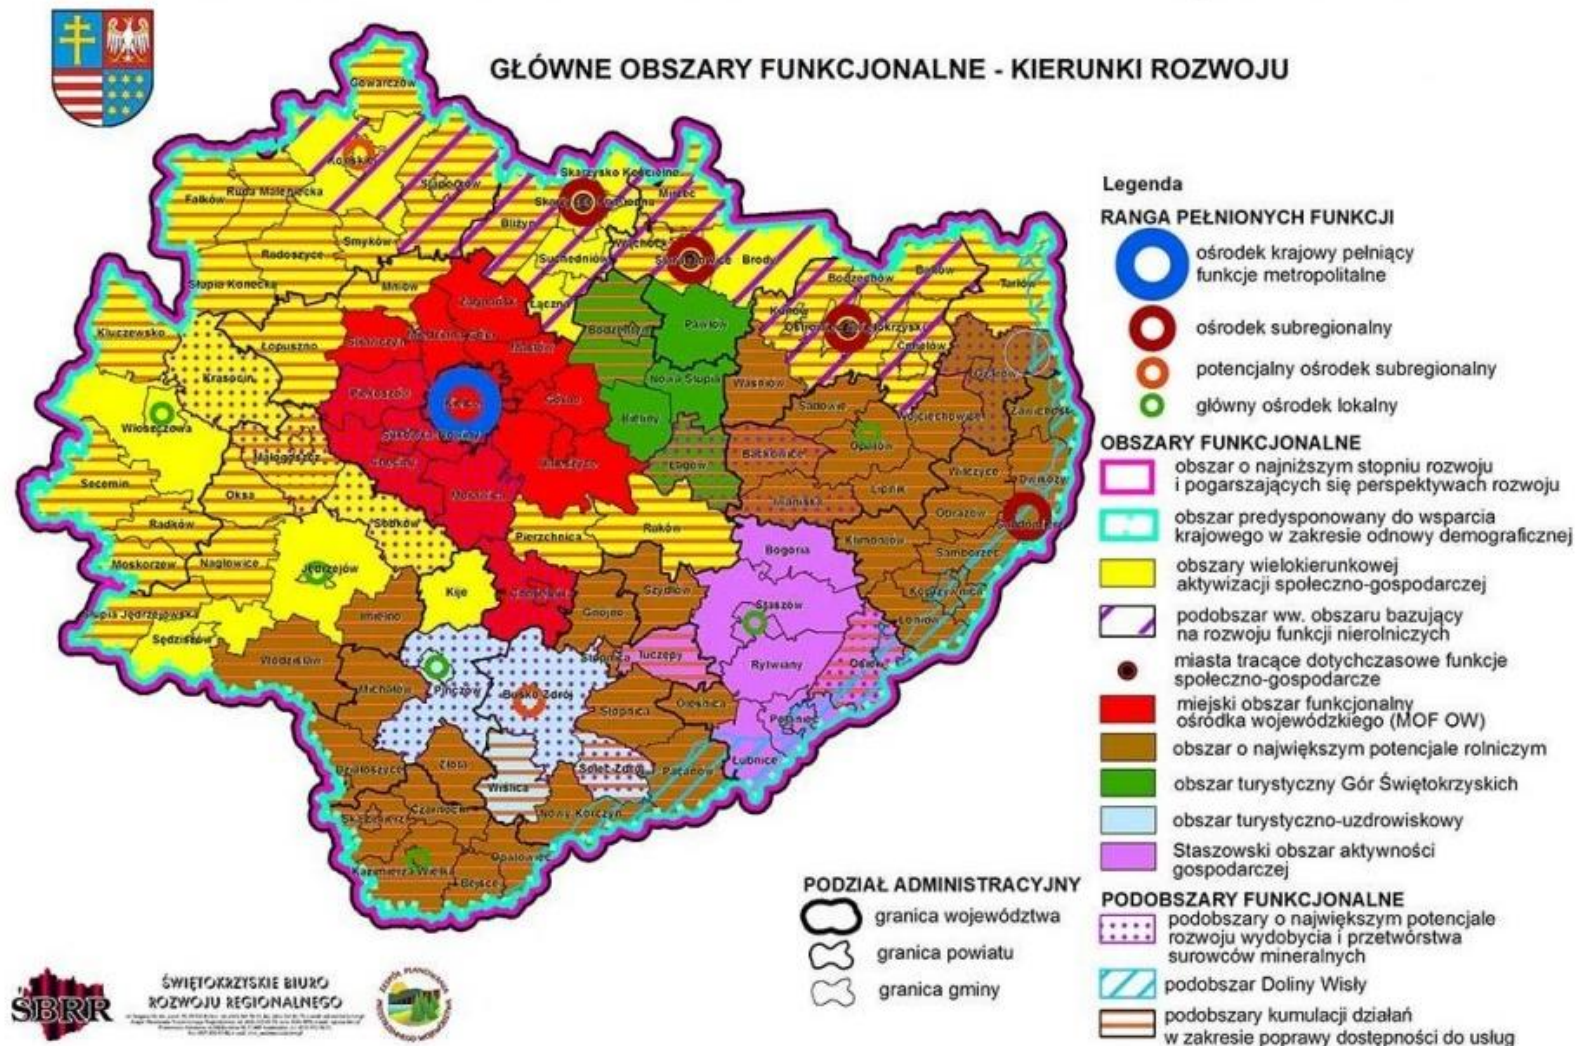 GŁÓWNE OBSZARY FUNKCJONALNE - KIERUNKI ROZWOJU
Gowarczów
Końskie
Stąporków
Skarżysko Kościelne
Mirzec
Fałków
Ruda Maleniecka
Bliżyn
Wąchock
Brody
Smyków
Suchedniów
Radoszyce
Bodzechów
Bałtów
Tarłów
Słupia Konecka
Mniów
Zagnańsk
Łączna
Kunów
Kluczewsko
Bodzentyn
Pawłów
Ćmielów
Łopuszno
Strawczyn
Masłów
Krasocin
Nowa Słupia
Waśniów
Ożarów
Piekoszów
Kielce
Górno
Sadowie
Wojciechowice
Zawichost
Włoszczowa
Bieliny
Opatów
Małogoszcz
Chęciny
Daleszyce
Łagów
Baćkowice
Wilczyce
Dwikozy
Secemin
Oksa
Morawica
Iwaniska
Lipnik
Obrazów
Radków
Sobków
Pierzchnica
Raków
Bogoria
Klimontów
Samborzec
Moskorzew
Nagłowice
Jędrzejów
Kije
Chmielnik
Szydłów
Koprzywnica
Słupia Jędrzejowska
Imielno
Gnojno
Staszów
Łoniów
Sędziszów
Wodzisław
Stopnica
Tuczępy
Rytwiany
Osiek
Michałów
Pińczów
Busko Zdrój
Stopnica
Oleśnica
Połaniec
Działoszyce
Złota
Wiślica
Solec Zdrój
Pacanów
Łubnice
Skalbmierz
Czarnocin
Nowy Korczyn
Kazimierza Wielka
Opatowiec
Bejsce
Legenda
RANGA PEŁNIONYCH FUNKCJI
ośrodek krajowy pełniący
funkcje metropolitalne
ośrodek subregionalny
potencjalny ośrodek subregionalny
główny ośrodek lokalny
OBSZARY FUNKCJONALNE
obszar o najniższym stopniu rozwoju
i pogarszających się perspektywach rozwoju
obszar predysponowany do wsparcia
krajowego w zakresie odnowy demograficznej
obszary wielokierunkowej
aktywizacji społeczno-gospodarczej
podobszar ww. obszaru bazujący
na rozwoju funkcji nierolniczych
miasta tracące dotychczasowe funkcje
społeczno-gospodarcze
miejski obszar funkcjonalny
ośródka wojewódzkiego (MOF OW)
obszar o największym potencjale rolniczym
obszar turystyczny Gór Świętokrzyskich
obszar turystyczno-uzdrowiskowy
Staszowski obszar aktywności
gospodarczej
PODOBSZARY FUNKCJONALNE
podobszary o największym potencjale
rozwoju wydobycia i przetwórstwa
surowców mineralnych
podobszar Doliny Wisły
podobszary kumulacji działań
w zakresie poprawy dostępności do usług
PODZIAŁ ADMINISTRACYJNY
granica województwa
granica powiatu
granica gminy
ŚBRR
ŚWIĘTOKRZYSKIE BIURO
ROZWOJU REGIONALNEGO